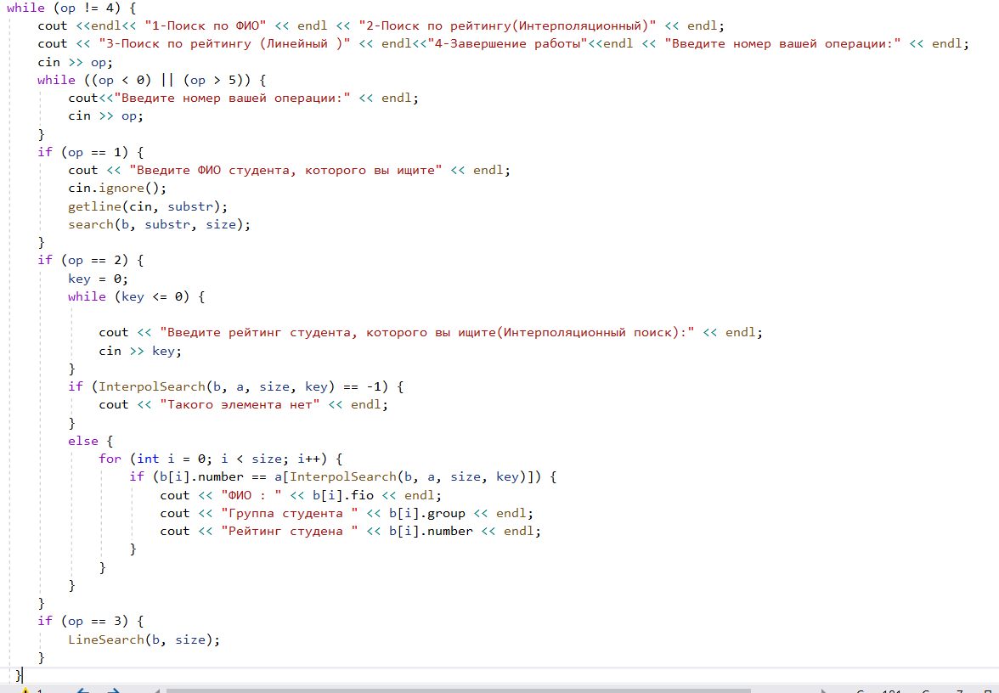 while (op != 4) {
cout <<endl<< "1-Поиск по ФИО" << endl << "2-Поиск по рейтингу(Интерполяционный)" << endl;
cout << "3-Поиск по рейтингу (Линейный )" << endl<<"4-Завершение работы"<<endl << "Введите номер вашей операции:" << endl;
cin >> op;
while ((op < 0) || (op > 5)) {
cout<<"Введите номер вашей операции:" << endl;
cin >> op;
}
if (op == 1) {
cout << "Введите ФИО студента, которого вы ищите" << endl;
cin.ignore();
getline(cin, substr);
search(b, substr, size);
}
if (op == 2) {
key = 0;
while (key <= 0) {
cout << "Введите рейтинг студента, которого вы ищите(Интерполяционный поиск):" << endl;
cin >> key;
}
if (InterpolSearch(b, a, size, key) == -1) {
cout << "Такого элемента нет" << endl;
}
else {
for (int i = 0; i < size; i++) {
if (b[i].number == a[InterpolSearch(b, a, size, key)]) {
cout << "ФИО : " << b[i].fio << endl;
cout << "Группа студента " << b[i].group << endl;
cout << "Рейтинг студена " << b[i].number << endl;
}
}
}
}
if (op == 3) {
LineSearch(b, size);
}
}